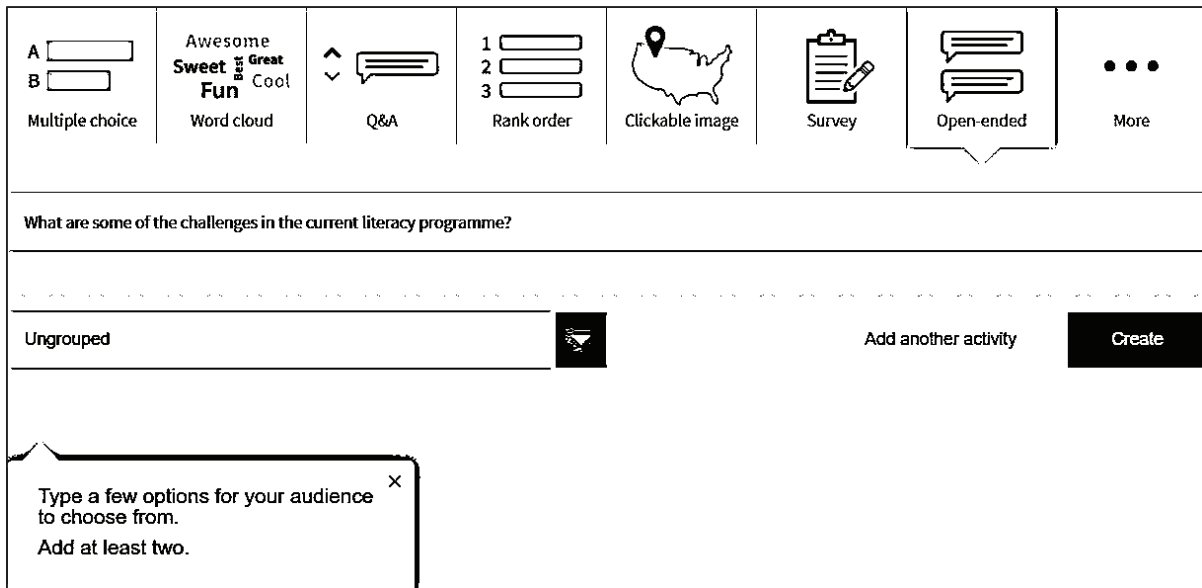 A
B
Multiple choice
Awesome
Sweet Best Great
Fun Cool
Word cloud
Q&A
1
2
3
Rank order
Clickable image
Survey
Open-ended
More
What are some of the challenges in the current literacy programme?
Ungrouped
Add another activity
Create
Type a few options for your audience
to choose from.
Add at least two.